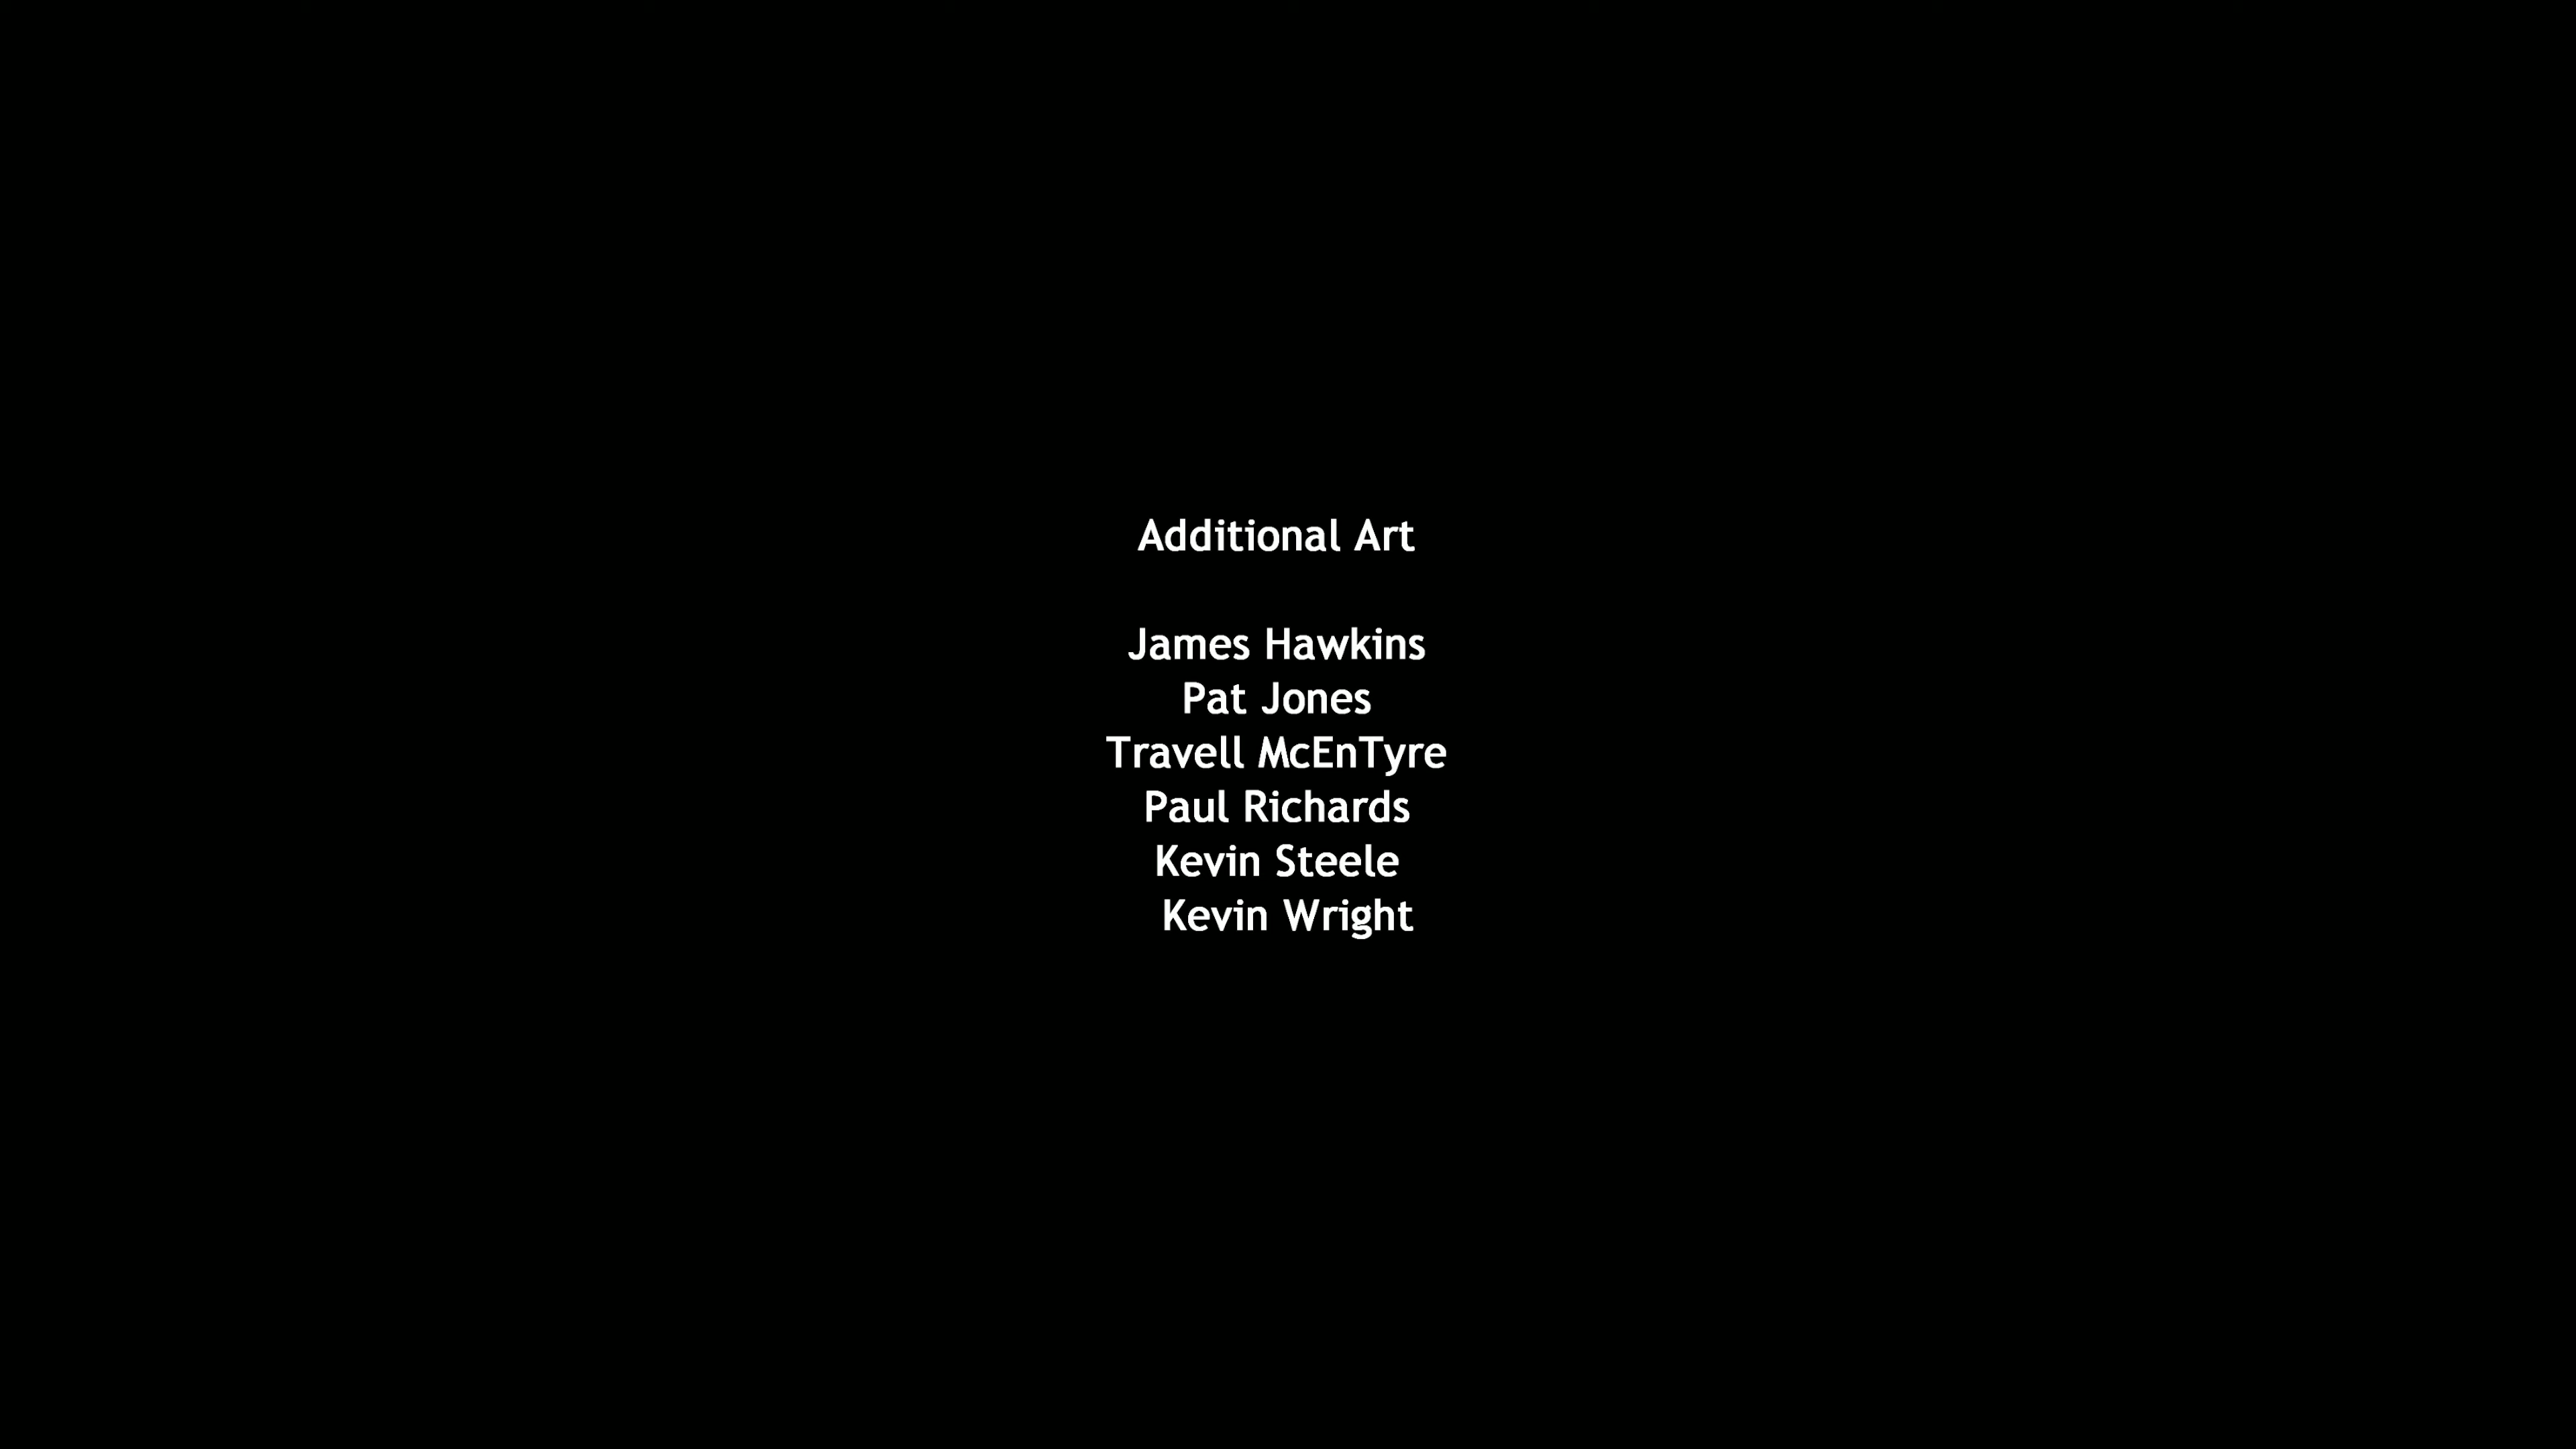 Additional Art
James Hawkins
Pat Jones
Travell McEnTyre
Paul Richards
Kevin Steele
Kevin Wright